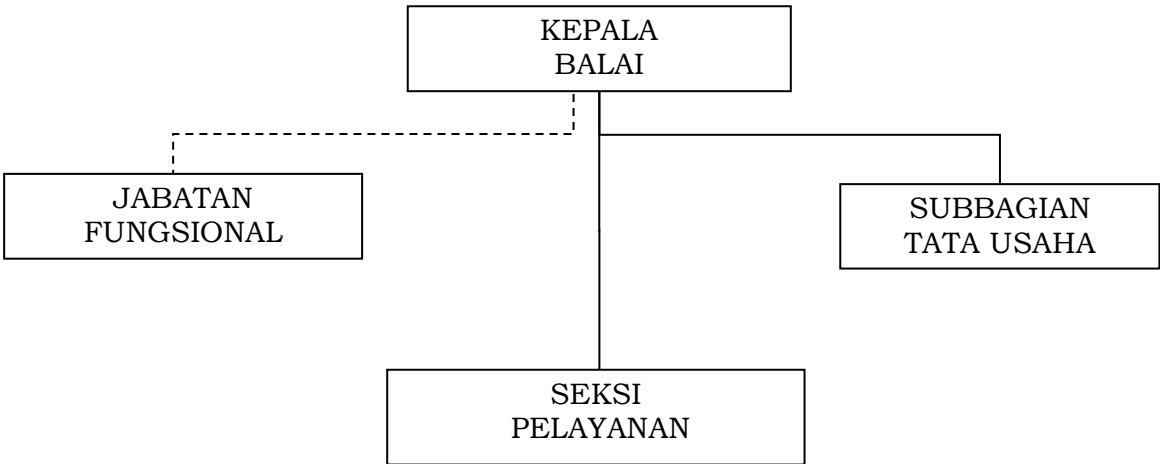 KEPALA
BALAI
JABATAN
FUNGSIONAL
SUBBAGIAN
TATA USAHA
SEKSI
PELAYANAN